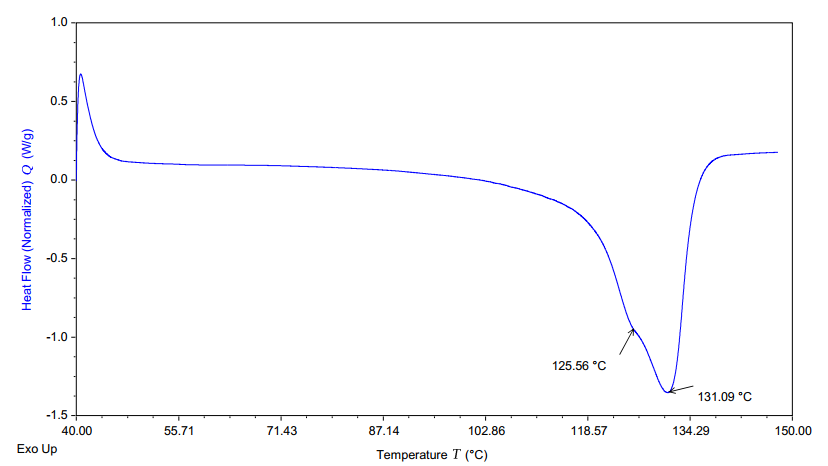 1.0
0.5
0.0
-0.5
-1.0
-1.5
Heat Flow (Normalized) Q (W/g)
125.56 °C
131.09 °C
40.00 55.71 71.43 87.14 102.86 118.57 134.29 150.00
Exo Up
Temperature T (°C)